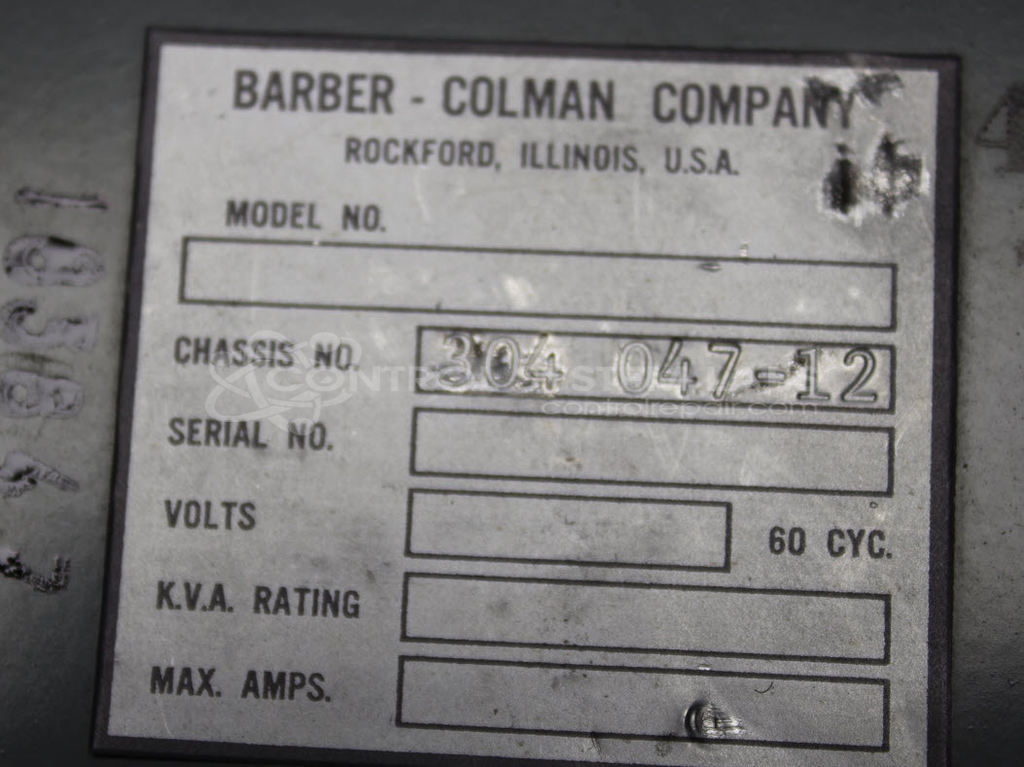 BARBER - COLMAN COMPANY
ROCKFORD, ILLINOIS, U.S.A.
MODEL NO.
CHASSIS NO. 304 047-12
controlrepair.com
SERIAL NO.
VOLTS 60 CYC.
K.V.A. RATING
MAX. AMPS.